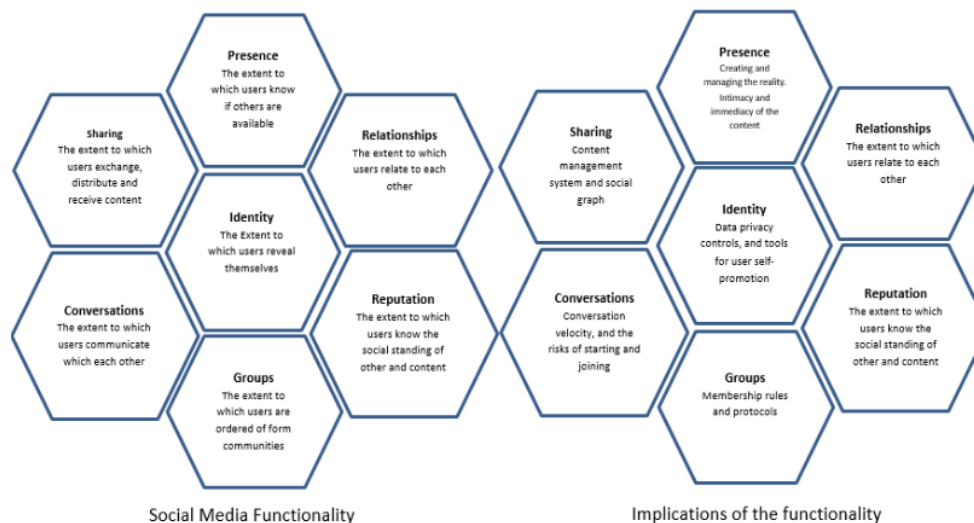 Presence
The extent to
which users know
if others are
available
Sharing
The extent to which
users exchange,
distribute and
receive content
Relationships
The extent to which
users relate to each
other
Identity
The Extent to
which users reveal
themselves
Conversations
The extent to which
users communicate
which each other
Reputation
The extent to which
users know the
social standing of
other and content
Groups
The extent to
which users are
ordered of form
communities
Social Media Functionality
Presence
Creating and
managing the reality.
Intimacy and
immediacy of the
content
Sharing
Content
management
system and social
graph
Relationships
The extent to which
users relate to each
other
Identity
Data privacy
controls, and tools
for user self-
promotion
Conversations
Conversation
velocity, and the
risks of starting and
joining
Reputation
The extent to which
users know the
social standing of
other and content
Groups
Membership rules
and protocols
Implications of the functionality